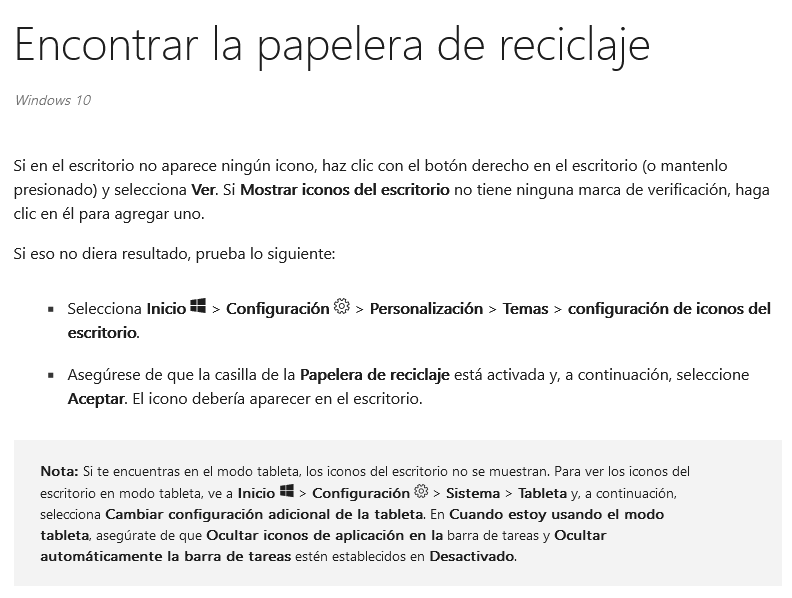 Encontrar la papelera de reciclaje
Windows 10
Si en el escritorio no aparece ningún icono, haz clic con el botón derecho en el escritorio (o mantenlo
presionado) y selecciona Ver. Si Mostrar iconos del escritorio no tiene ninguna marca de verificación, haga
clic en él para agregar uno.
Si eso no diera resultado, prueba lo siguiente:
▪ Selecciona Inicio > Configuración > Personalización > Temas > configuración de iconos del
escritorio.
▪ Asegúrese de que la casilla de la Papelera de reciclaje está activada y, a continuación, seleccione
Aceptar. El icono debería aparecer en el escritorio.
Nota: Si te encuentras en el modo tableta, los iconos del escritorio no se muestran. Para ver los iconos del
escritorio en modo tableta, ve a Inicio > Configuración > Sistema > Tableta y, a continuación,
selecciona Cambiar configuración adicional de la tableta. En Cuando estoy usando el modo
tableta, asegúrate de que Ocultar iconos de aplicación en la barra de tareas y Ocultar
automáticamente la barra de tareas estén establecidos en Desactivado.